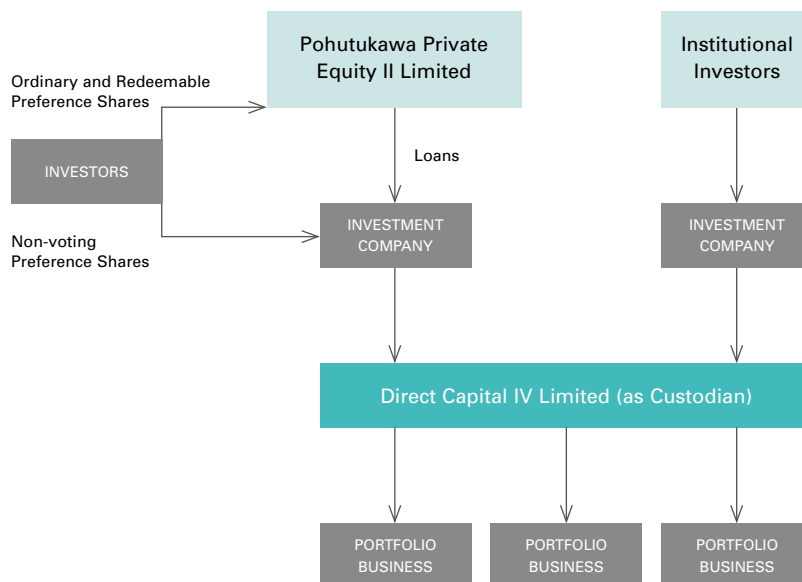 Pohutukawa Private
Equity II Limited
Institutional
Investors
Ordinary and Redeemable
Preference Shares
INVESTORS
Loans
Non-voting
Preference Shares
INVESTMENT
COMPANY
INVESTMENT
COMPANY
Direct Capital IV Limited (as Custodian)
PORTFOLIO
BUSINESS
PORTFOLIO
BUSINESS
PORTFOLIO
BUSINESS